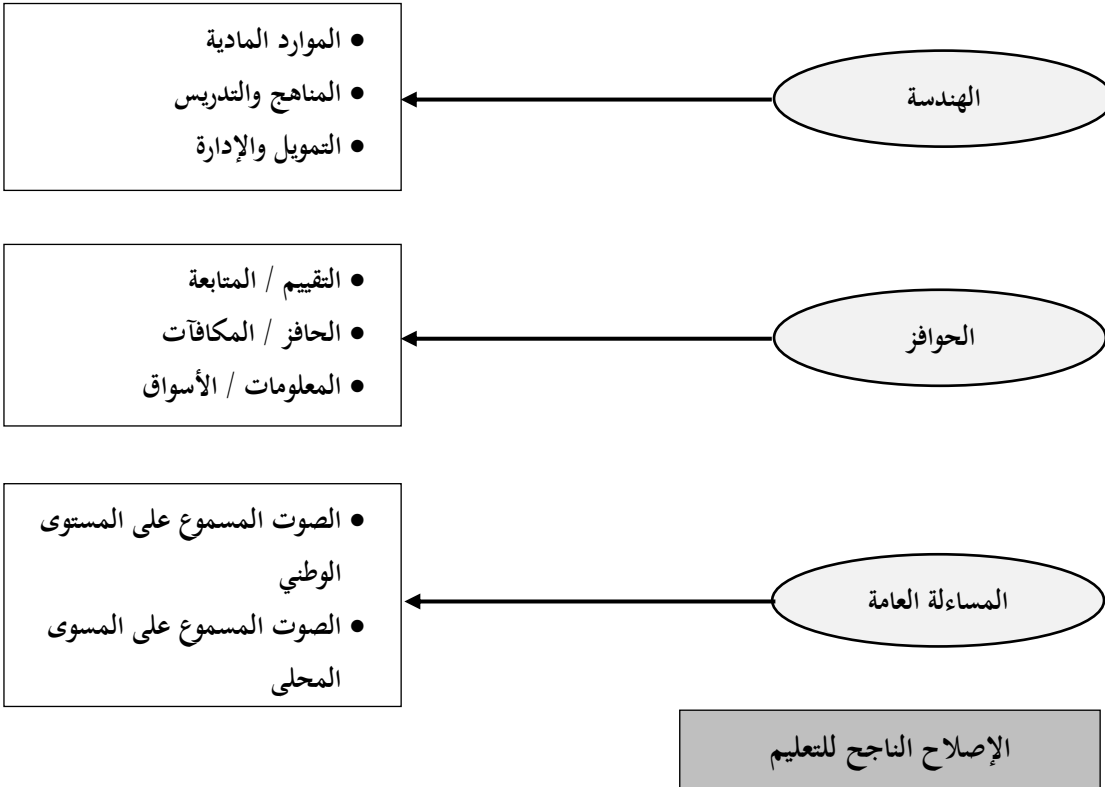 الهندسة
• الموارد المادية
• المناهج والتدريس
• التمويل والإدارة
الحوافز
• التقييم / المتابعة
• الحافز / المكافآت
• المعلومات / الأسواق
المساءلة العامة
• الصوت المسموع على المستوى
الوطني
• الصوت المسموع على المسوى
المحلى
الإصلاح الناجح للتعليم